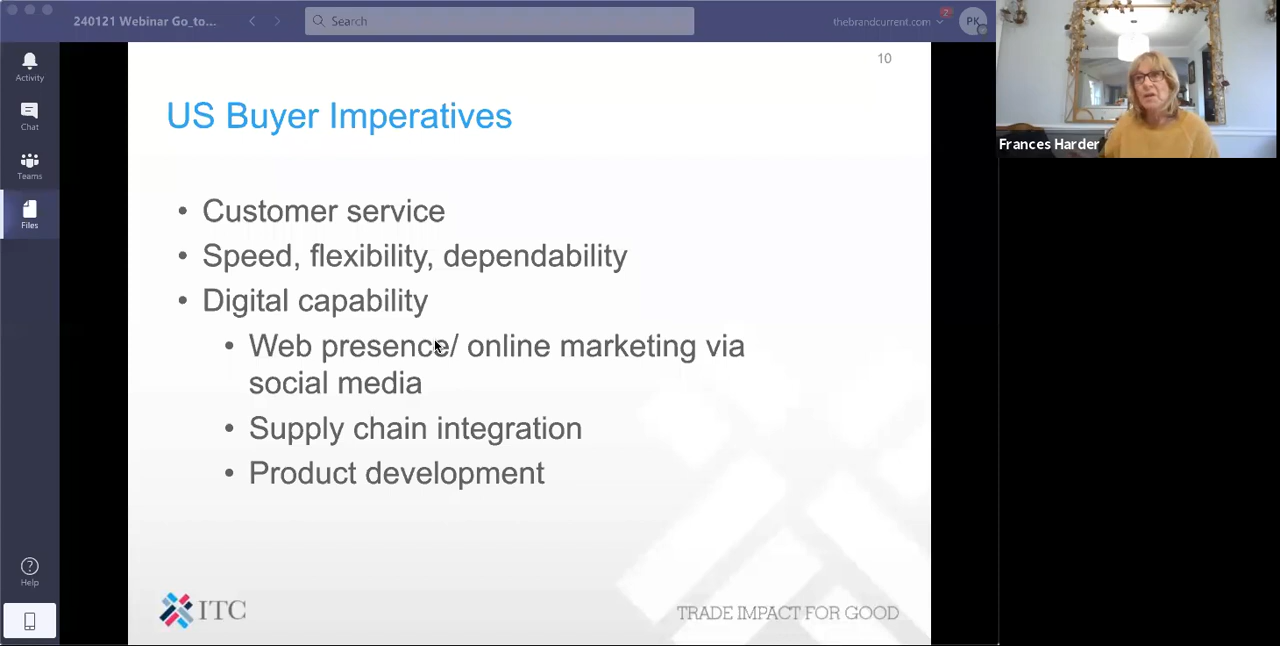 240121 Webinar Go_to...
Search
thebrandcurrent.com
PK
Activity
Chat
Teams
Files
Help
10
US Buyer Imperatives
• Customer service
• Speed, flexibility, dependability
• Digital capability
• Web presence/ online marketing via
social media
• Supply chain integration
• Product development
ITC
TRADE IMPACT FOR GOOD
Frances Harder